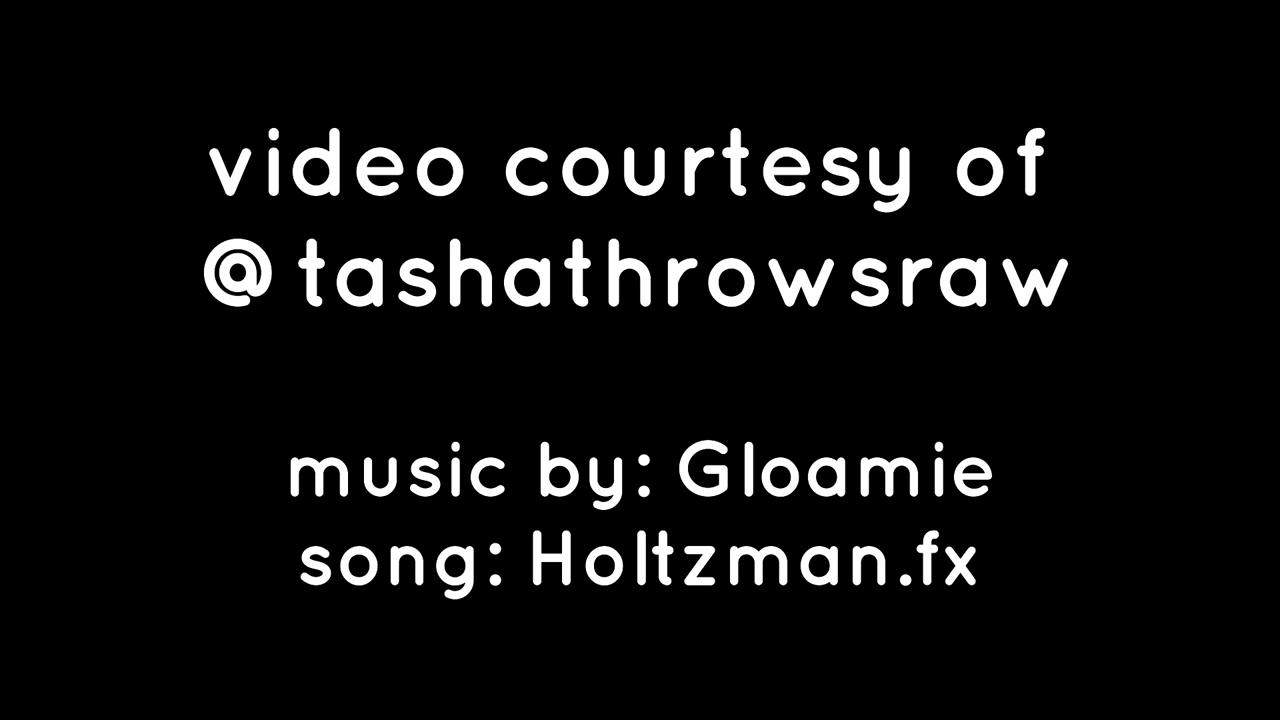 video courtesy of
@tashathrowsraw
music by: Gloamie
song: Holtzman.fx